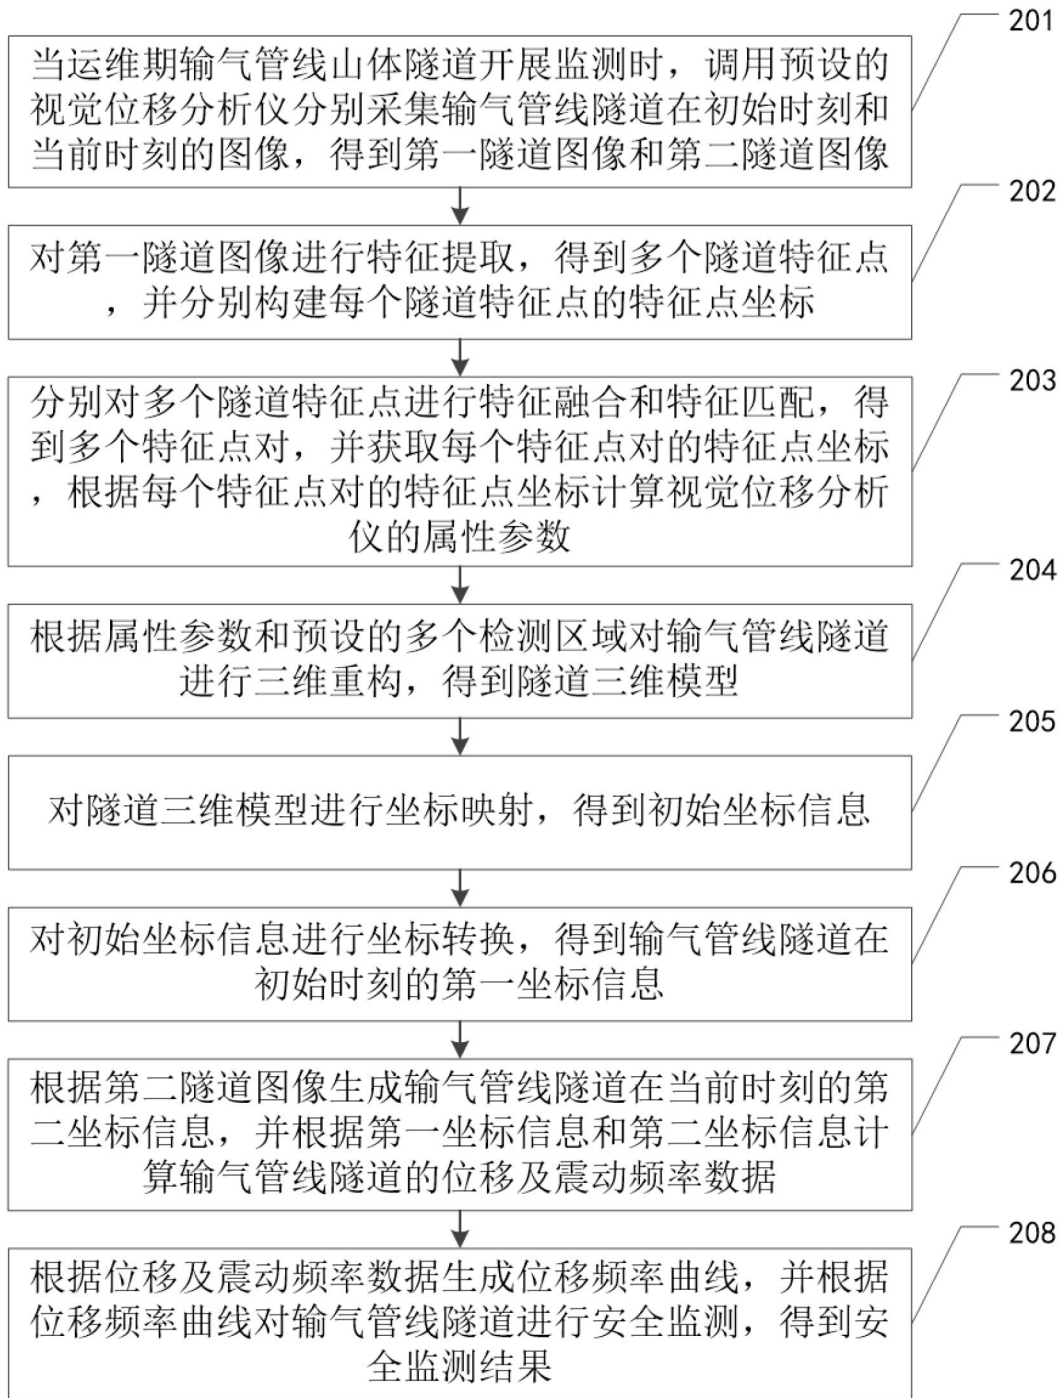 201
当运维期输气管线山体隧道开展监测时，调用预设的
视觉位移分析仪分别采集输气管线隧道在初始时刻和
当前时刻的图像，得到第一隧道图像和第二隧道图像
202
对第一隧道图像进行特征提取，得到多个隧道特征点
，并分别构建每个隧道特征点的特征点坐标
203
分别对多个隧道特征点进行特征融合和特征匹配，得
到多个特征点对，并获取每个特征点对的特征点坐标
，根据每个特征点对的特征点坐标计算视觉位移分析
仪的属性参数
204
根据属性参数和预设的多个检测区域对输气管线隧道
进行三维重构，得到隧道三维模型
205
对隧道三维模型进行坐标映射，得到初始坐标信息
206
对初始坐标信息进行坐标转换，得到输气管线隧道在
初始时刻的第一坐标信息
207
根据第二隧道图像生成输气管线隧道在当前时刻的第
二坐标信息，并根据第一坐标信息和第二坐标信息计
算输气管线隧道的位移及震动频率数据
208
根据位移及震动频率数据生成位移频率曲线，并根据
位移频率曲线对输气管线隧道进行安全监测，得到安
全监测结果